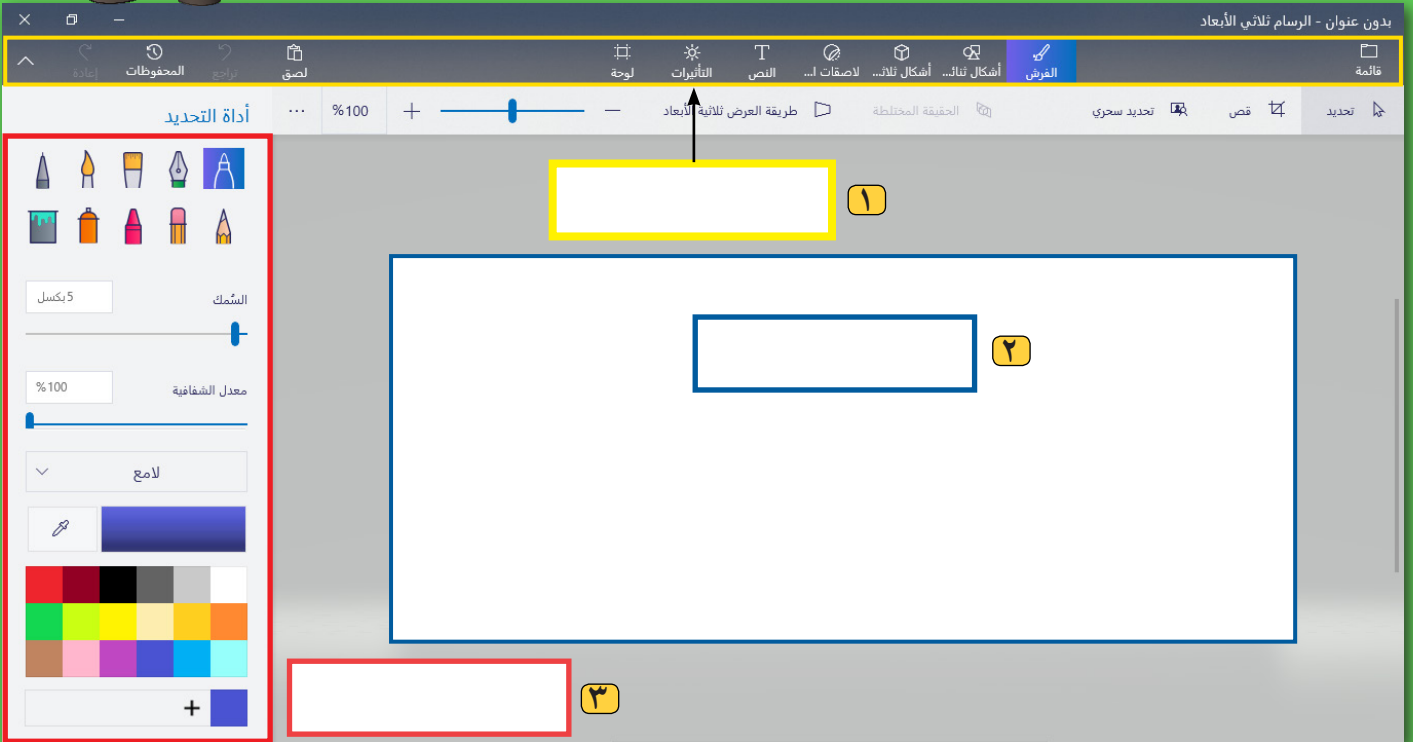 بدون عنوان - الرسام ثلاثي الأبعاد
قائمة
الفرش
أشكال ثنائ...
أشكال ثلاث...
لاصقات ا...
النص
التأثيرات
لوحة
لصق
تراجع
المحفوظات
إعادة
تحديد
قص
تحديد سحري
الحقيقة المختلطة
طريقة العرض ثلاثية الأبعاد
%100
...
أداة التحديد
١
٢
٣
السُمك
5 بكسل
معدل الشفافية
%100
لامع